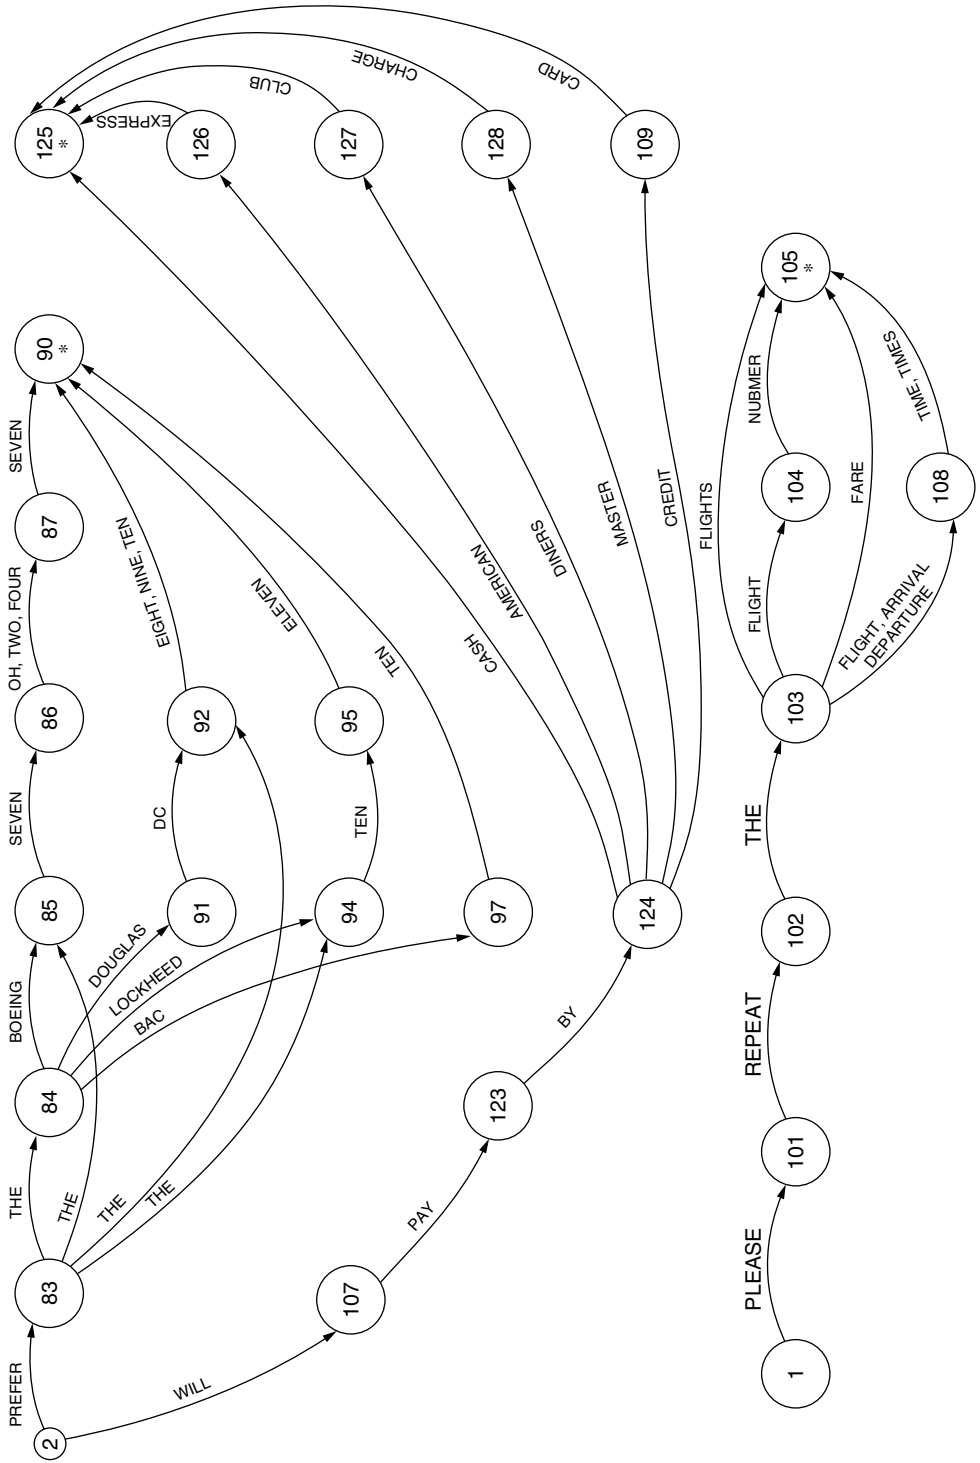 2
PREFER
83
THE
THE
THE
THE
84
BOEING
DOUGLAS
LOCKHEED
BAC
85
SEVEN
86
OH, TWO, FOUR
87
SEVEN
90
*
91
DC
92
EIGHT, NINE, TEN
94
TEN
95
ELEVEN
97
TEN
WILL
107
PAY
123
BY
124
CASH
AMERICAN
DINERS
MASTER
CREDIT
125
*
126
EXPRESS
127
CLUB
128
CHARGE
109
CARD
1
PLEASE
101
REPEAT
102
THE
103
FLIGHTS
FLIGHT
104
NUBMER
FARE
FLIGHT, ARRIVAL
DEPARTURE
108
TIME, TIMES
105
*